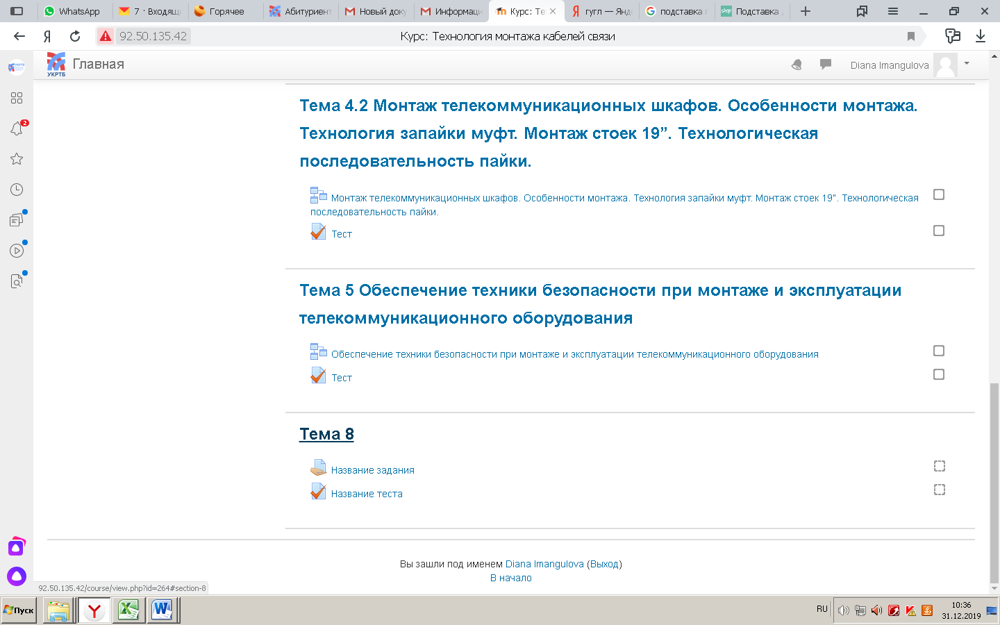 WhatsApp
7 · Входящ
Горячее
Абитуриент
Новый доку
Информаци
Курс: Те
гугл — Янд
подставка г
Подставка
92.50.135.42
Курс: Технология монтажа кабелей связи
УКРТБ
Главная
Diana Imangulova
2
Тема 4.2 Монтаж телекоммуникационных шкафов. Особенности монтажа.
Технология запайки муфт. Монтаж стоек 19”. Технологическая
последовательность пайки.
Монтаж телекоммуникационных шкафов. Особенности монтажа. Технология запайки муфт. Монтаж стоек 19”. Технологическая
последовательность пайки.
Тест
Тема 5 Обеспечение техники безопасности при монтаже и эксплуатации
телекоммуникационного оборудования
Обеспечение техники безопасности при монтаже и эксплуатации телекоммуникационного оборудования
Тест
Тема 8
Название задания
Название теста
Вы зашли под именем Diana Imangulova (Выход)
В начало
92.50.135.42/course/view.php?id=264#section-8
Пуск
RU
10:36
31.12.2019